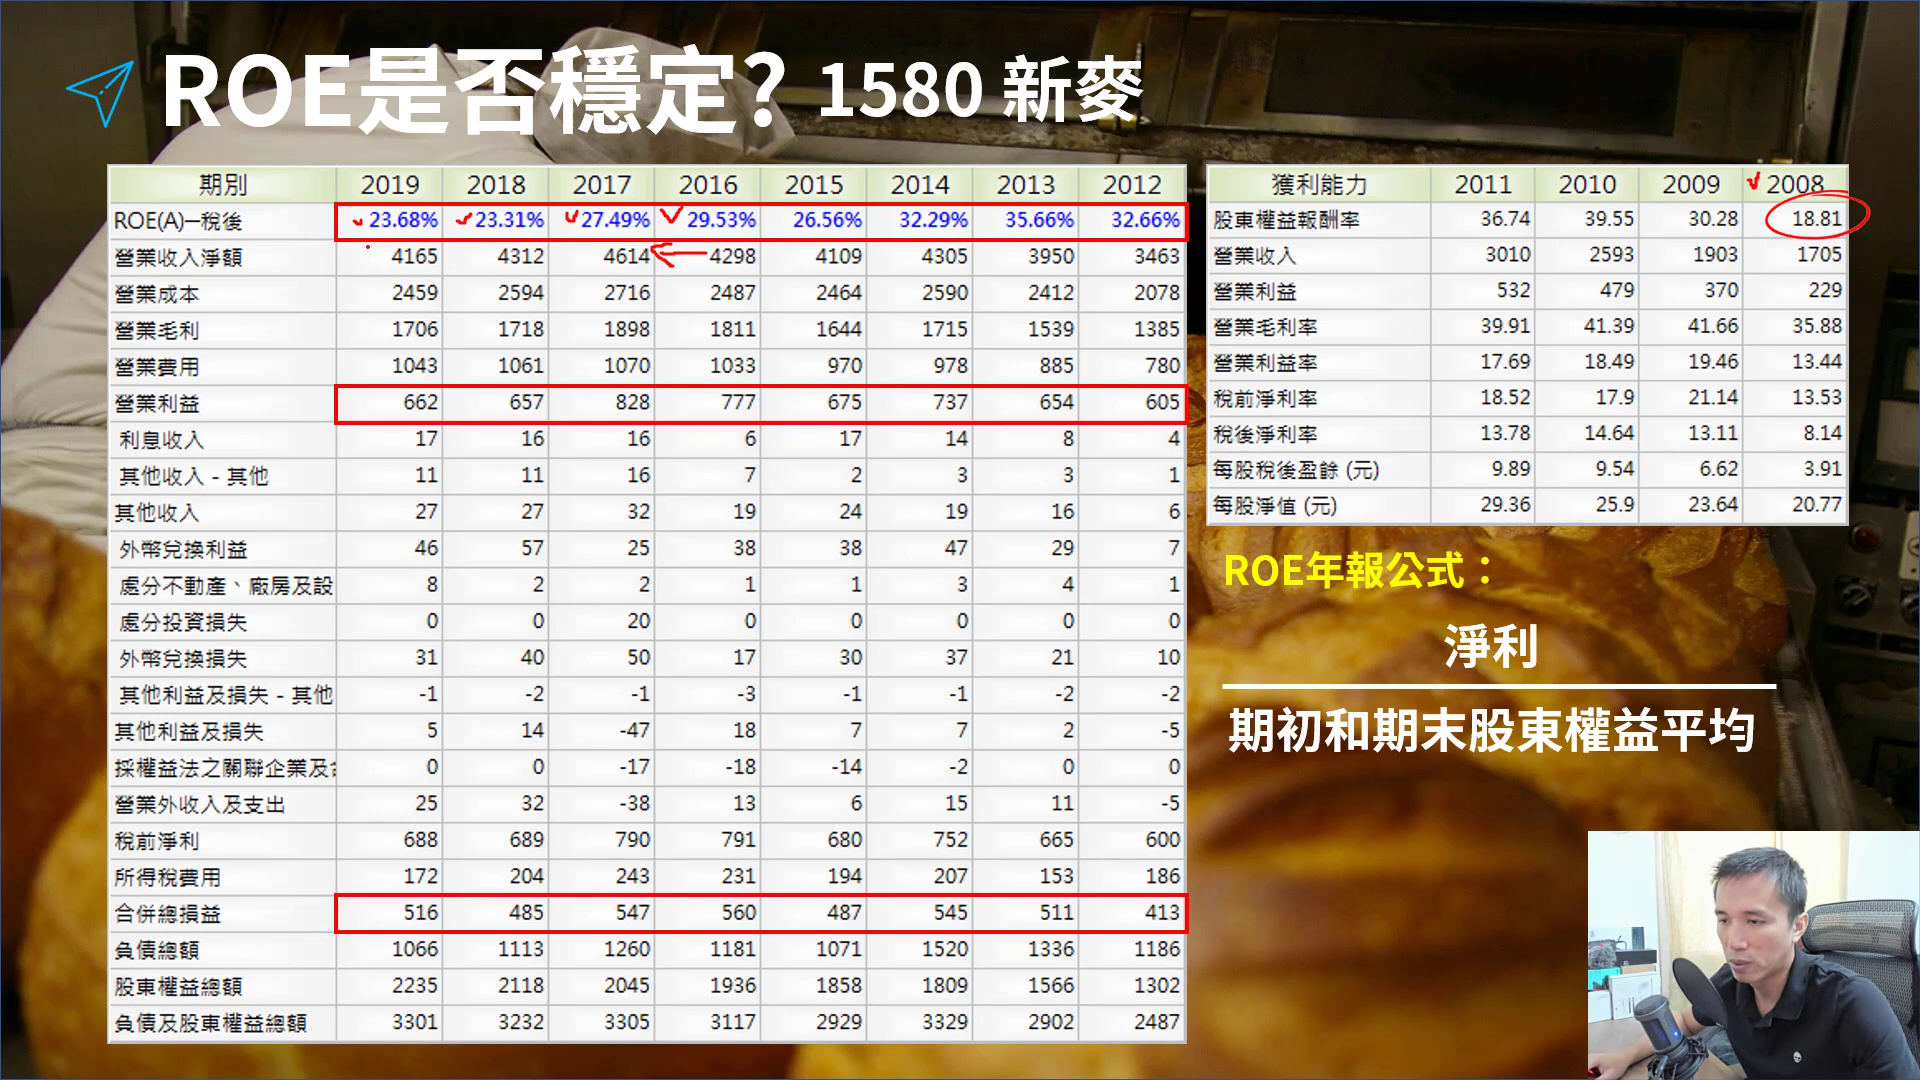 ROE是否穩定? 1580 新麥
期別 2019 2018 2017 2016 2015 2014 2013 2012
ROE(A)─稅後 23.68% 23.31% 27.49% 29.53% 26.56% 32.29% 35.66% 32.66%
營業收入淨額 4165 4312 4614 4298 4109 4305 3950 3463
營業成本 2459 2594 2716 2487 2464 2590 2412 2078
營業毛利 1706 1718 1898 1811 1644 1715 1539 1385
營業費用 1043 1061 1070 1033 970 978 885 780
營業利益 662 657 828 777 675 737 654 605
利息收入 17 16 16 6 17 14 8 4
其他收入 - 其他 11 11 16 7 2 3 3 1
其他收入 27 27 32 19 24 19 16 6
外幣兌換利益 46 57 25 38 38 47 29 7
處分不動產、廠房及設 8 2 2 1 1 3 4 1
處分投資損失 0 0 20 0 0 0 0 0
外幣兌換損失 31 40 50 17 30 37 21 10
其他利益及損失 - 其他 -1 -2 -1 -3 -1 -1 -2 -2
其他利益及損失 5 14 -47 18 7 7 2 -5
採權益法之關聯企業及 0 0 -17 -18 -14 -2 0 0
營業外收入及支出 25 32 -38 13 6 15 11 -5
稅前淨利 688 689 790 791 680 752 665 600
所得稅費用 172 204 243 231 194 207 153 186
合併總損益 516 485 547 560 487 545 511 413
負債總額 1066 1113 1260 1181 1071 1520 1336 1186
股東權益總額 2235 2118 2045 1936 1858 1809 1566 1302
負債及股東權益總額 3301 3232 3305 3117 2929 3329 2902 2487
獲利能力 2011 2010 2009 2008
股東權益報酬率 36.74 39.55 30.28 18.81
營業收入 3010 2593 1903 1705
營業利益 532 479 370 229
營業毛利率 39.91 41.39 41.66 35.88
營業利益率 17.69 18.49 19.46 13.44
稅前淨利率 18.52 17.9 21.14 13.53
稅後淨利率 13.78 14.64 13.11 8.14
每股稅後盈餘 (元) 9.89 9.54 6.62 3.91
每股淨值 (元) 29.36 25.9 23.64 20.77
ROE年報公式：
淨利
期初和期末股東權益平均